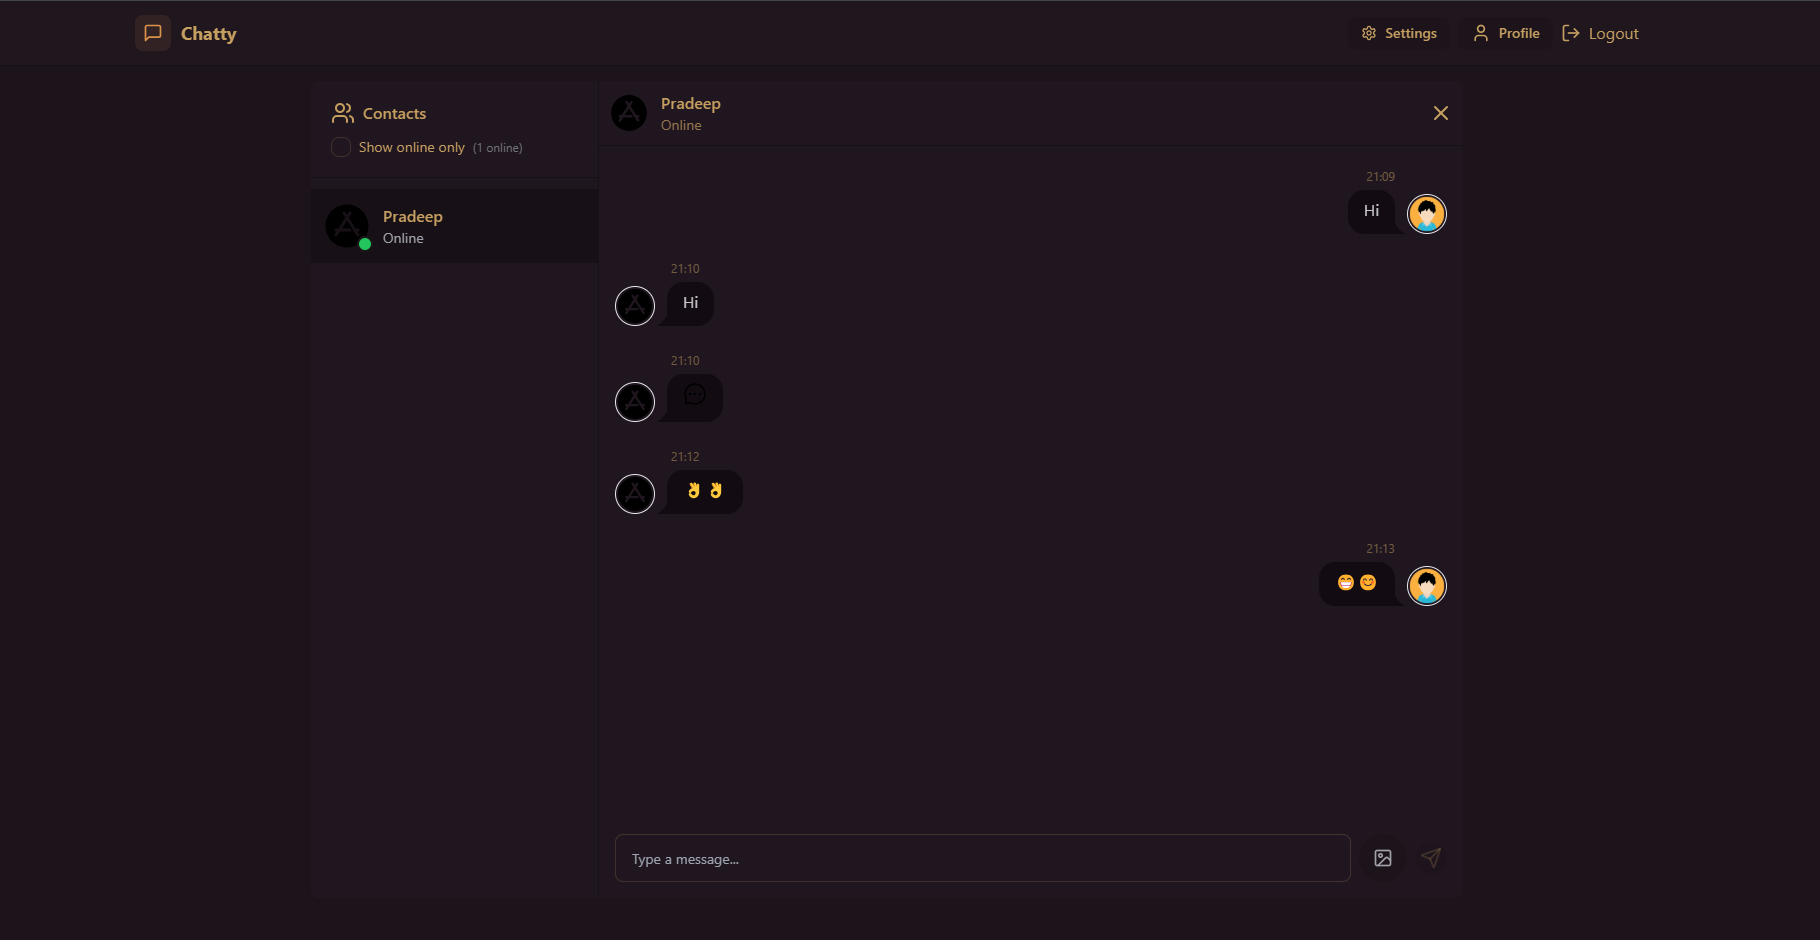 Chatty
Settings
Profile
Logout
Contacts
Show online only (1 online)
Pradeep
Online
Pradeep
Online
21:09
Hi
21:10
Hi
21:10
21:12
👌 👌
21:13
😁 😊
Type a message...